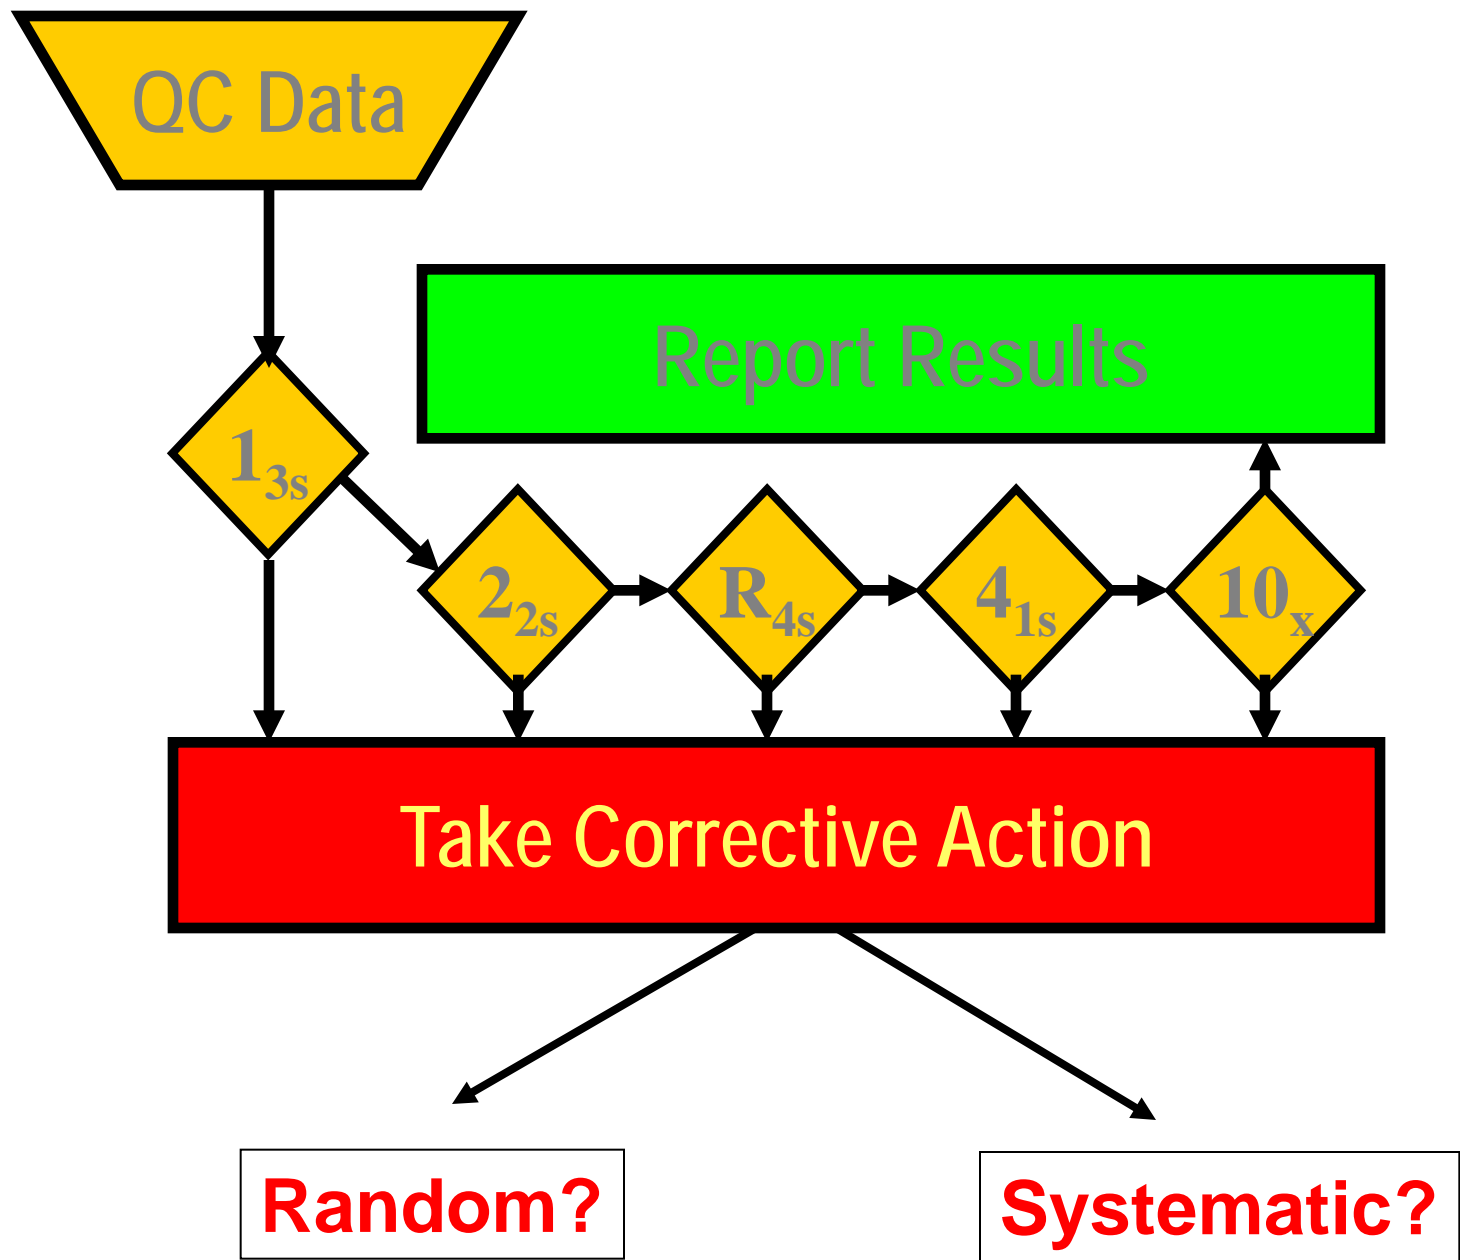 QC Data
Report Results
1₃ₛ
2₂ₛ
R₄ₛ
4₁ₛ
10ₓ
Take Corrective Action
Random?
Systematic?